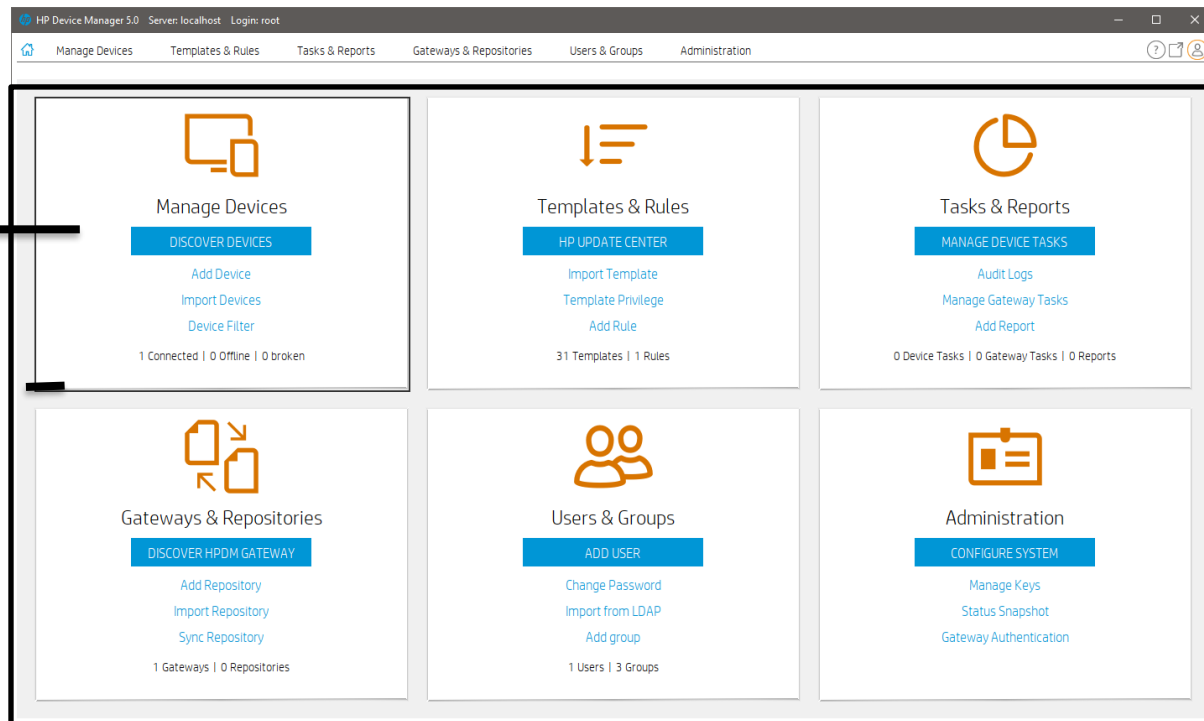 HP Device Manager 5.0 Server: localhost Login: root
Manage Devices Templates & Rules Tasks & Reports Gateways & Repositories Users & Groups Administration
?
Manage Devices
DISCOVER DEVICES
Add Device
Import Devices
Device Filter
1 Connected | 0 Offline | 0 broken
Templates & Rules
HP UPDATE CENTER
Import Template
Template Privilege
Add Rule
31 Templates | 1 Rules
Tasks & Reports
MANAGE DEVICE TASKS
Audit Logs
Manage Gateway Tasks
Add Report
0 Device Tasks | 0 Gateway Tasks | 0 Reports
Gateways & Repositories
DISCOVER HPDM GATEWAY
Add Repository
Import Repository
Sync Repository
1 Gateways | 0 Repositories
Users & Groups
ADD USER
Change Password
Import from LDAP
Add group
1 Users | 3 Groups
Administration
CONFIGURE SYSTEM
Manage Keys
Status Snapshot
Gateway Authentication